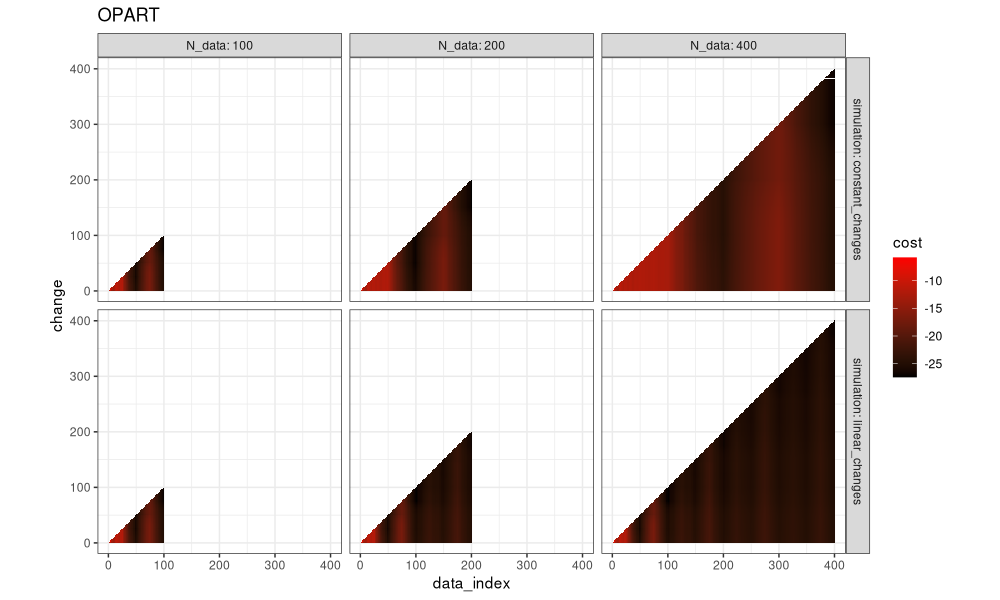 OPART
N_data: 100
N_data: 200
N_data: 400
400
300
200
100
0
simulation: constant_changes
400
300
200
100
0
simulation: linear_changes
0 100 200 300 400
0 100 200 300 400
0 100 200 300 400
data_index
change
cost
-10
-15
-20
-25